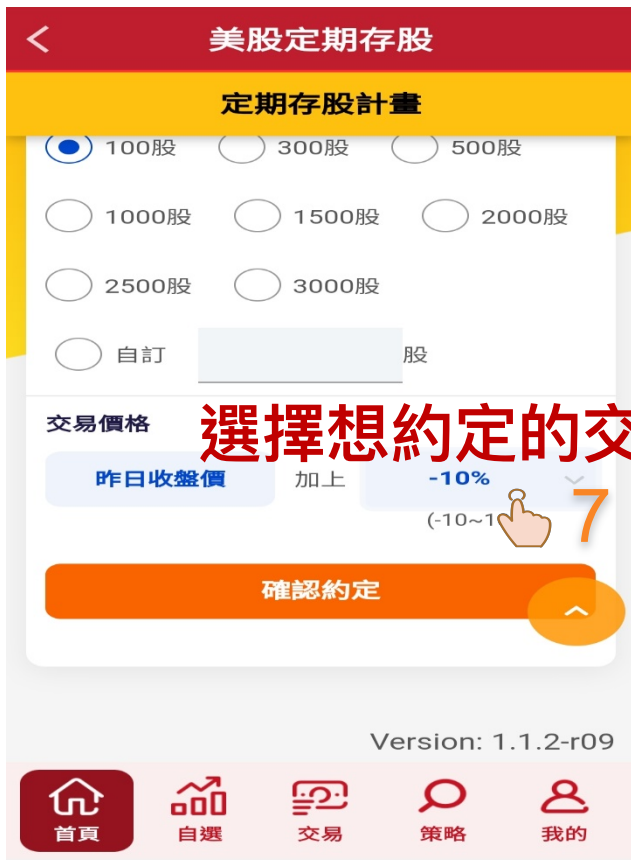 美股定期存股
定期存股計畫
100股 300股 500股
1000股 1500股 2000股
2500股 3000股
自訂 股
交易價格
選擇想約定的交
昨日收盤價 加上 -10%
(-10~1
7
確認約定
Version: 1.1.2-r09
首頁 自選 交易 策略 我的